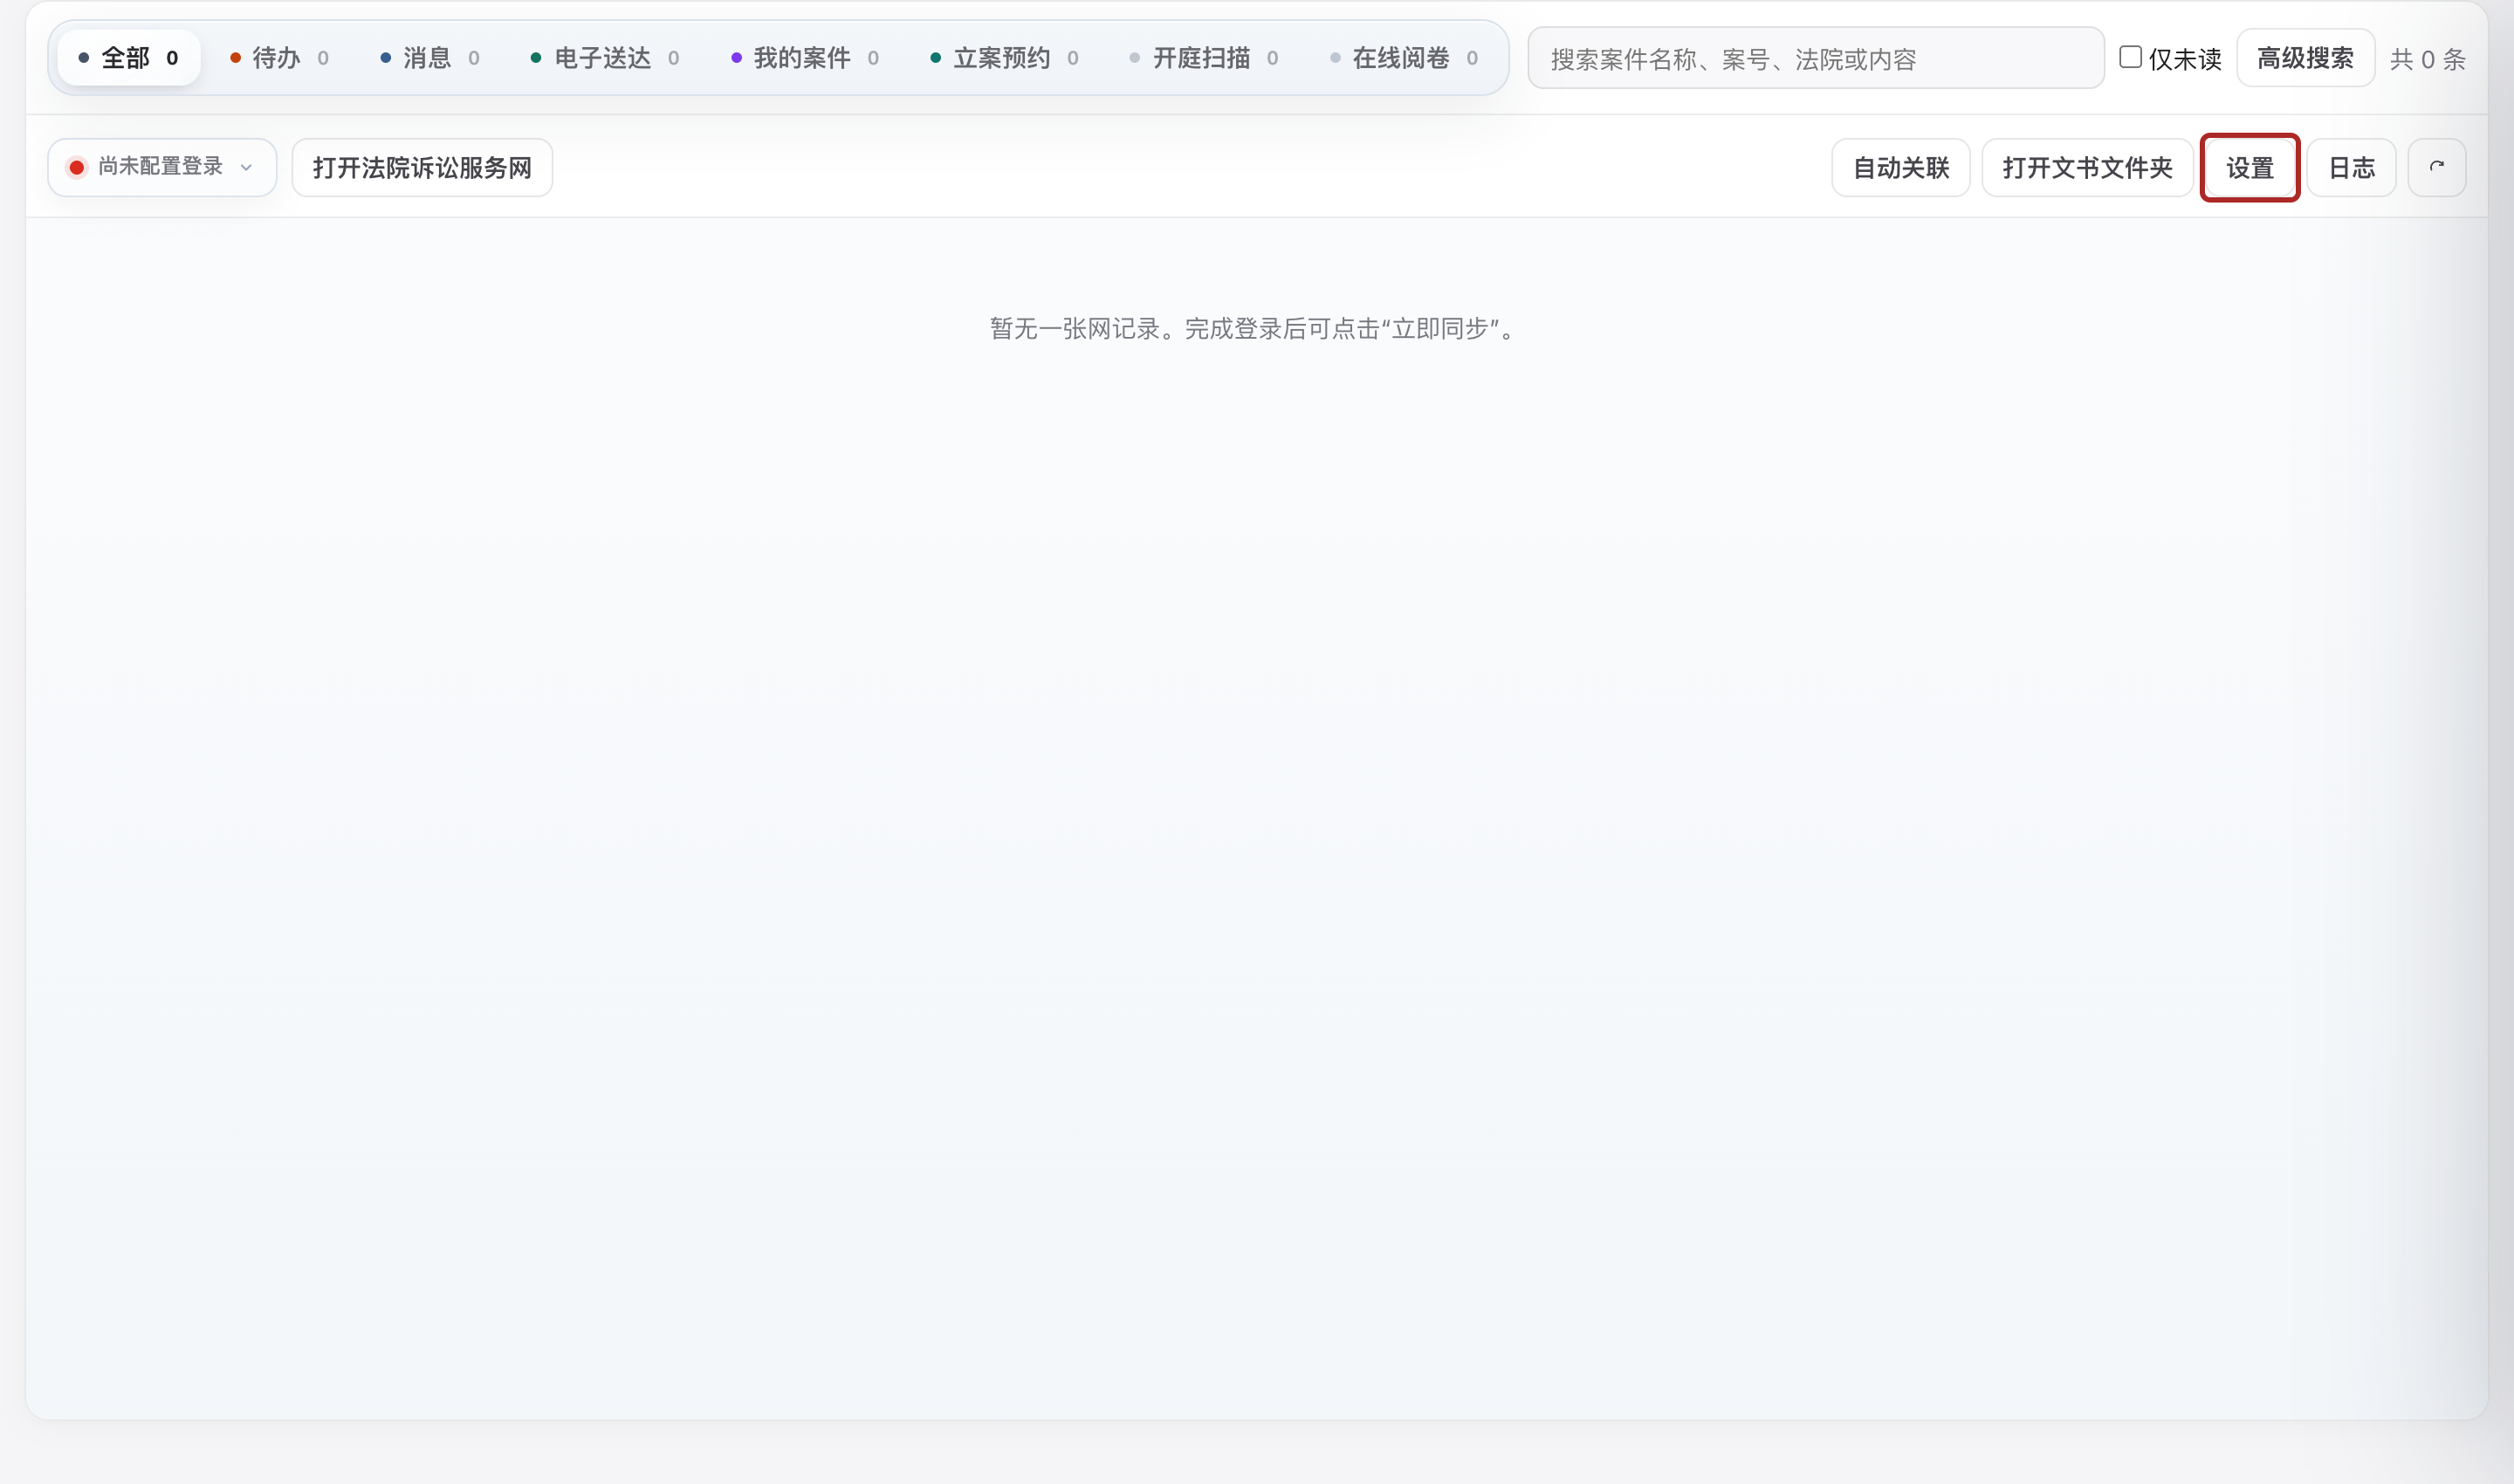 全部 0 待办 0 消息 0 电子送达 0 我的案件 0 立案预约 0 开庭扫描 0 在线阅卷 0 搜索案件名称、案号、法院或内容 仅未读 高级搜索 共 0 条
尚未配置登录 打开法院诉讼服务网 自动关联 打开文书文件夹 设置 日志
暂无一张网记录。完成登录后可点击“立即同步”。